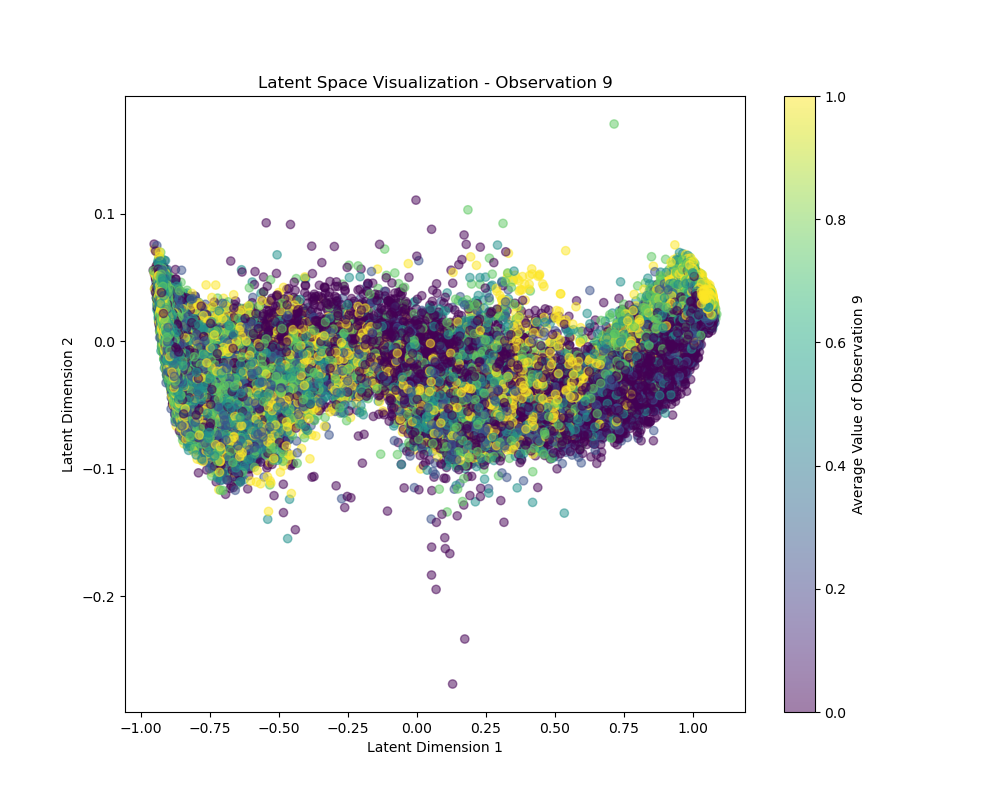 Latent Space Visualization - Observation 9
0.1
0.0
−0.1
−0.2
Latent Dimension 2
−1.00 −0.75 −0.50 −0.25 0.00 0.25 0.50 0.75 1.00
Latent Dimension 1
1.0
0.8
0.6
0.4
0.2
0.0
Average Value of Observation 9